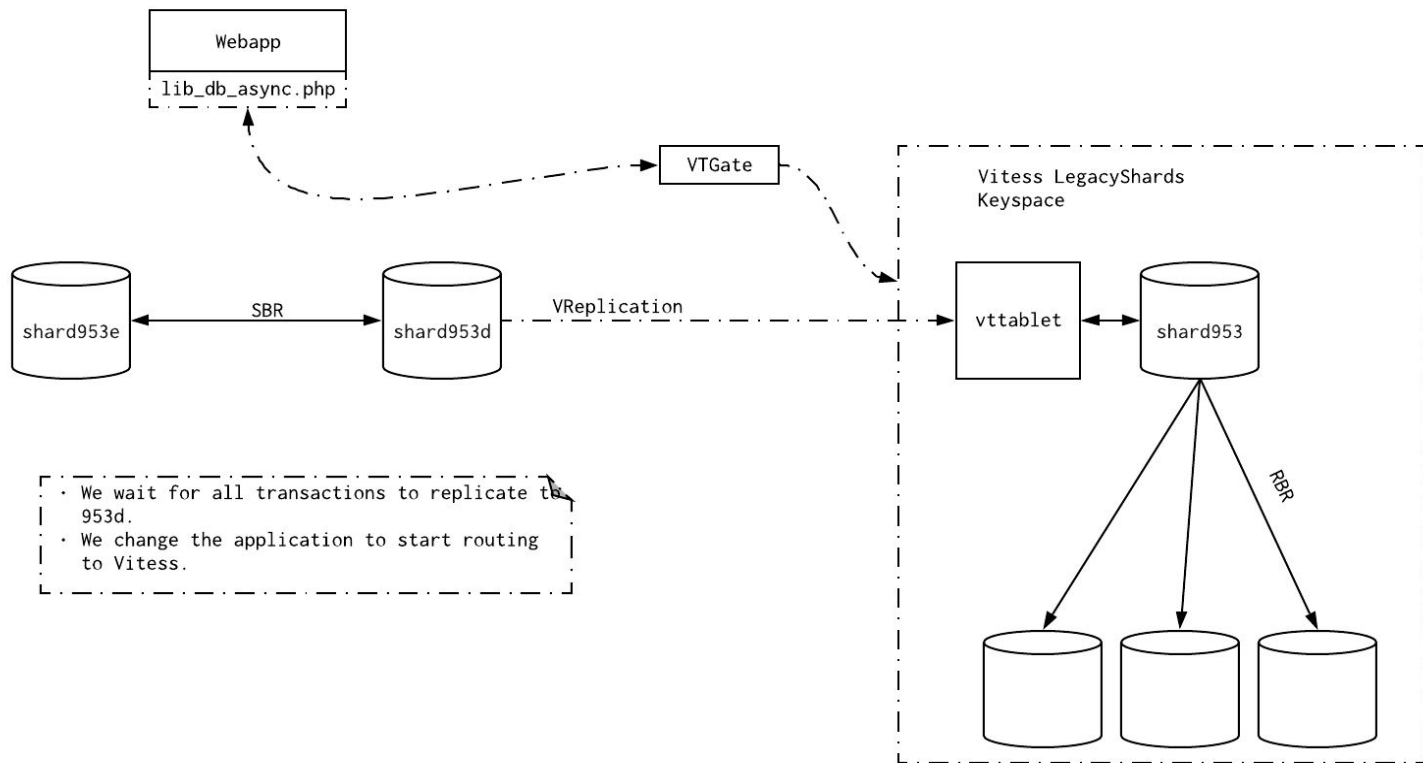 Webapp
lib_db_async.php
VTGate
Vitess LegacyShards
Keyspace
shard953e
SBR
shard953d
VReplication
vttablet
shard953
RBR
· We wait for all transactions to replicate to
953d.
· We change the application to start routing
to Vitess.